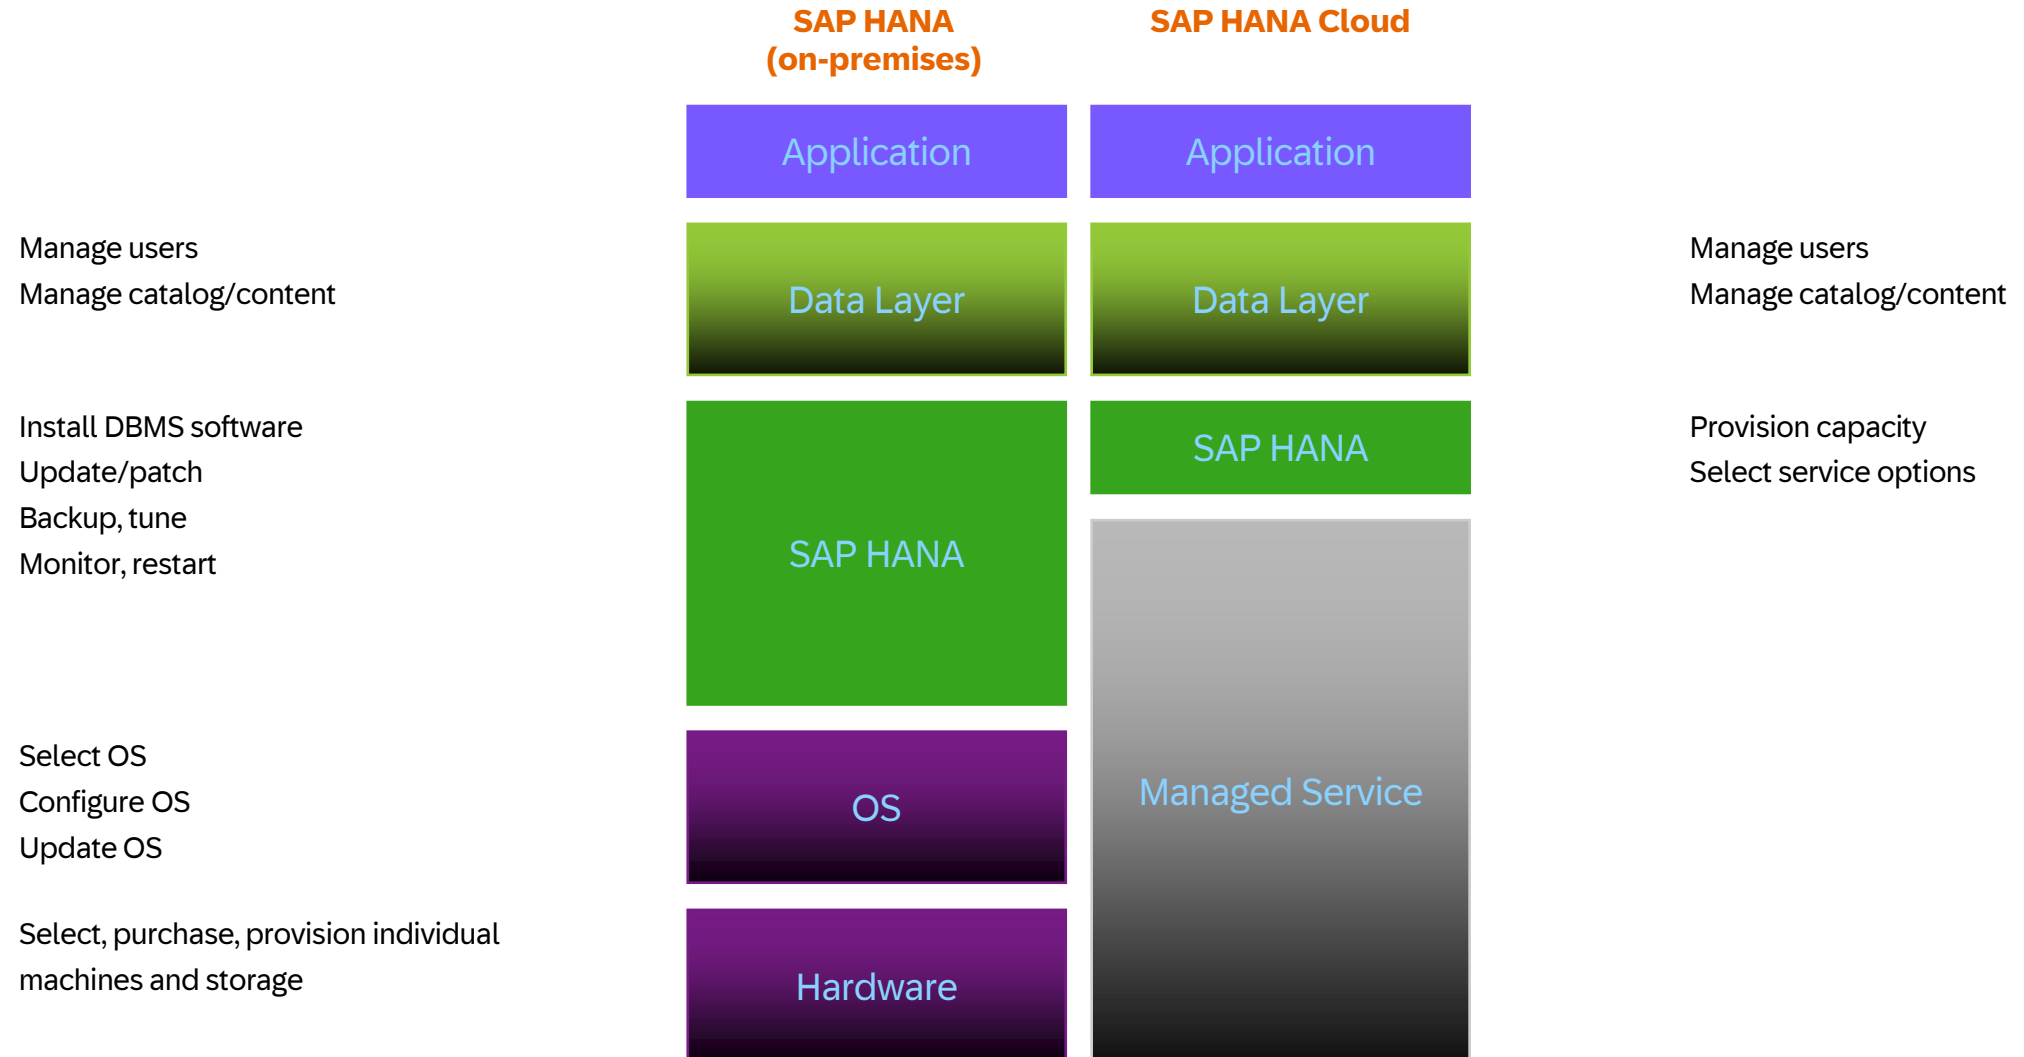 SAP HANA
(on-premises)
SAP HANA Cloud
Application
Application
Manage users
Manage catalog/content
Data Layer
Data Layer
Manage users
Manage catalog/content
Install DBMS software
Update/patch
Backup, tune
Monitor, restart
SAP HANA
SAP HANA
Provision capacity
Select service options
Select OS
Configure OS
Update OS
OS
Managed Service
Select, purchase, provision individual
machines and storage
Hardware